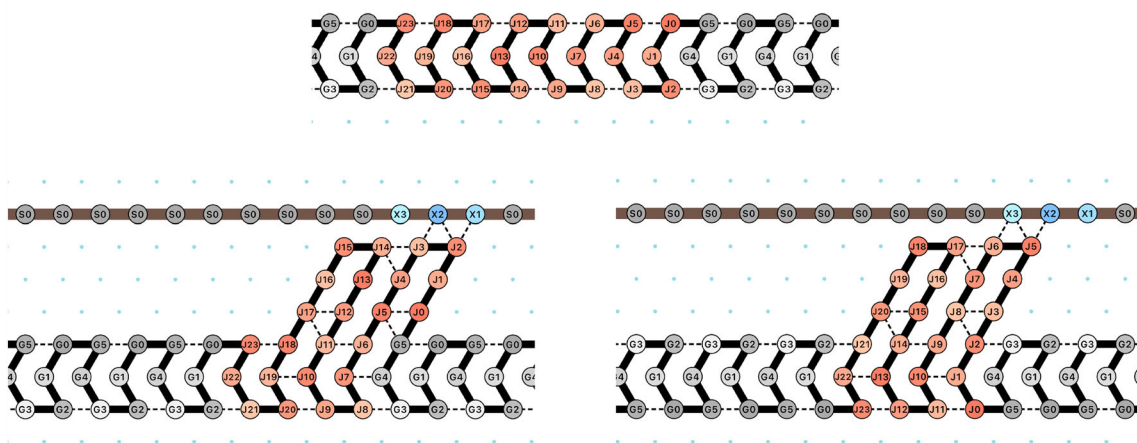 G5 G0 J23 J18 J17 J12 J11 J6 J5 J0 G5 G0 G5 G0
G4 G1 J22 J19 J16 J13 J10 J7 J4 J1 G4 G1 G4 G1
G3 G2 J21 J20 J15 J14 J9 J8 J3 J2 G3 G2 G3 G2
S0 S0 S0 S0 S0 S0 S0 S0 S0 S0 X3 X2 X1 S0
J15 J14 J3 J2
J16 J13 J4 J1
J17 J12 J5 J0
G5 G0 G5 G0 G5 G0 J23 J18 J11 J6 G5 G0 G5 G0
G4 G1 G4 G1 G4 G1 J22 J19 J10 J7 G4 G1 G4 G1 G4
G3 G2 G3 G2 G3 G2 J21 J20 J9 J8 G3 G2 G3 G2
S0 S0 S0 S0 S0 S0 S0 S0 S0 S0 X3 X2 X1 S0
J18 J17 J6 J5
J19 J16 J7 J4
J20 J15 J8 J3
G3 G2 G3 G2 G3 G2 J21 J14 J9 J2 G3 G2 G3 G2
G4 G1 G4 G1 G4 G1 J22 J13 J10 J1 G4 G1 G4 G1
G5 G0 G5 G0 G5 G0 J23 J12 J11 J0 G5 G0 G5 G0